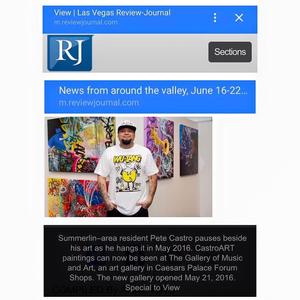 View | Las Vegas Review-Journal
m.reviewjournal.com
RJ
Sections
News from around the valley, June 16-22...
m.reviewjournal.com
WU-TANG
Summerlin–area resident Pete Castro pauses beside
his art as he hangs it in May 2016. CastroART
paintings can now be seen at The Gallery of Music
and Art, an art gallery in Caesars Palace Forum
Shops. The new gallery opened May 21, 2016.
Special to View